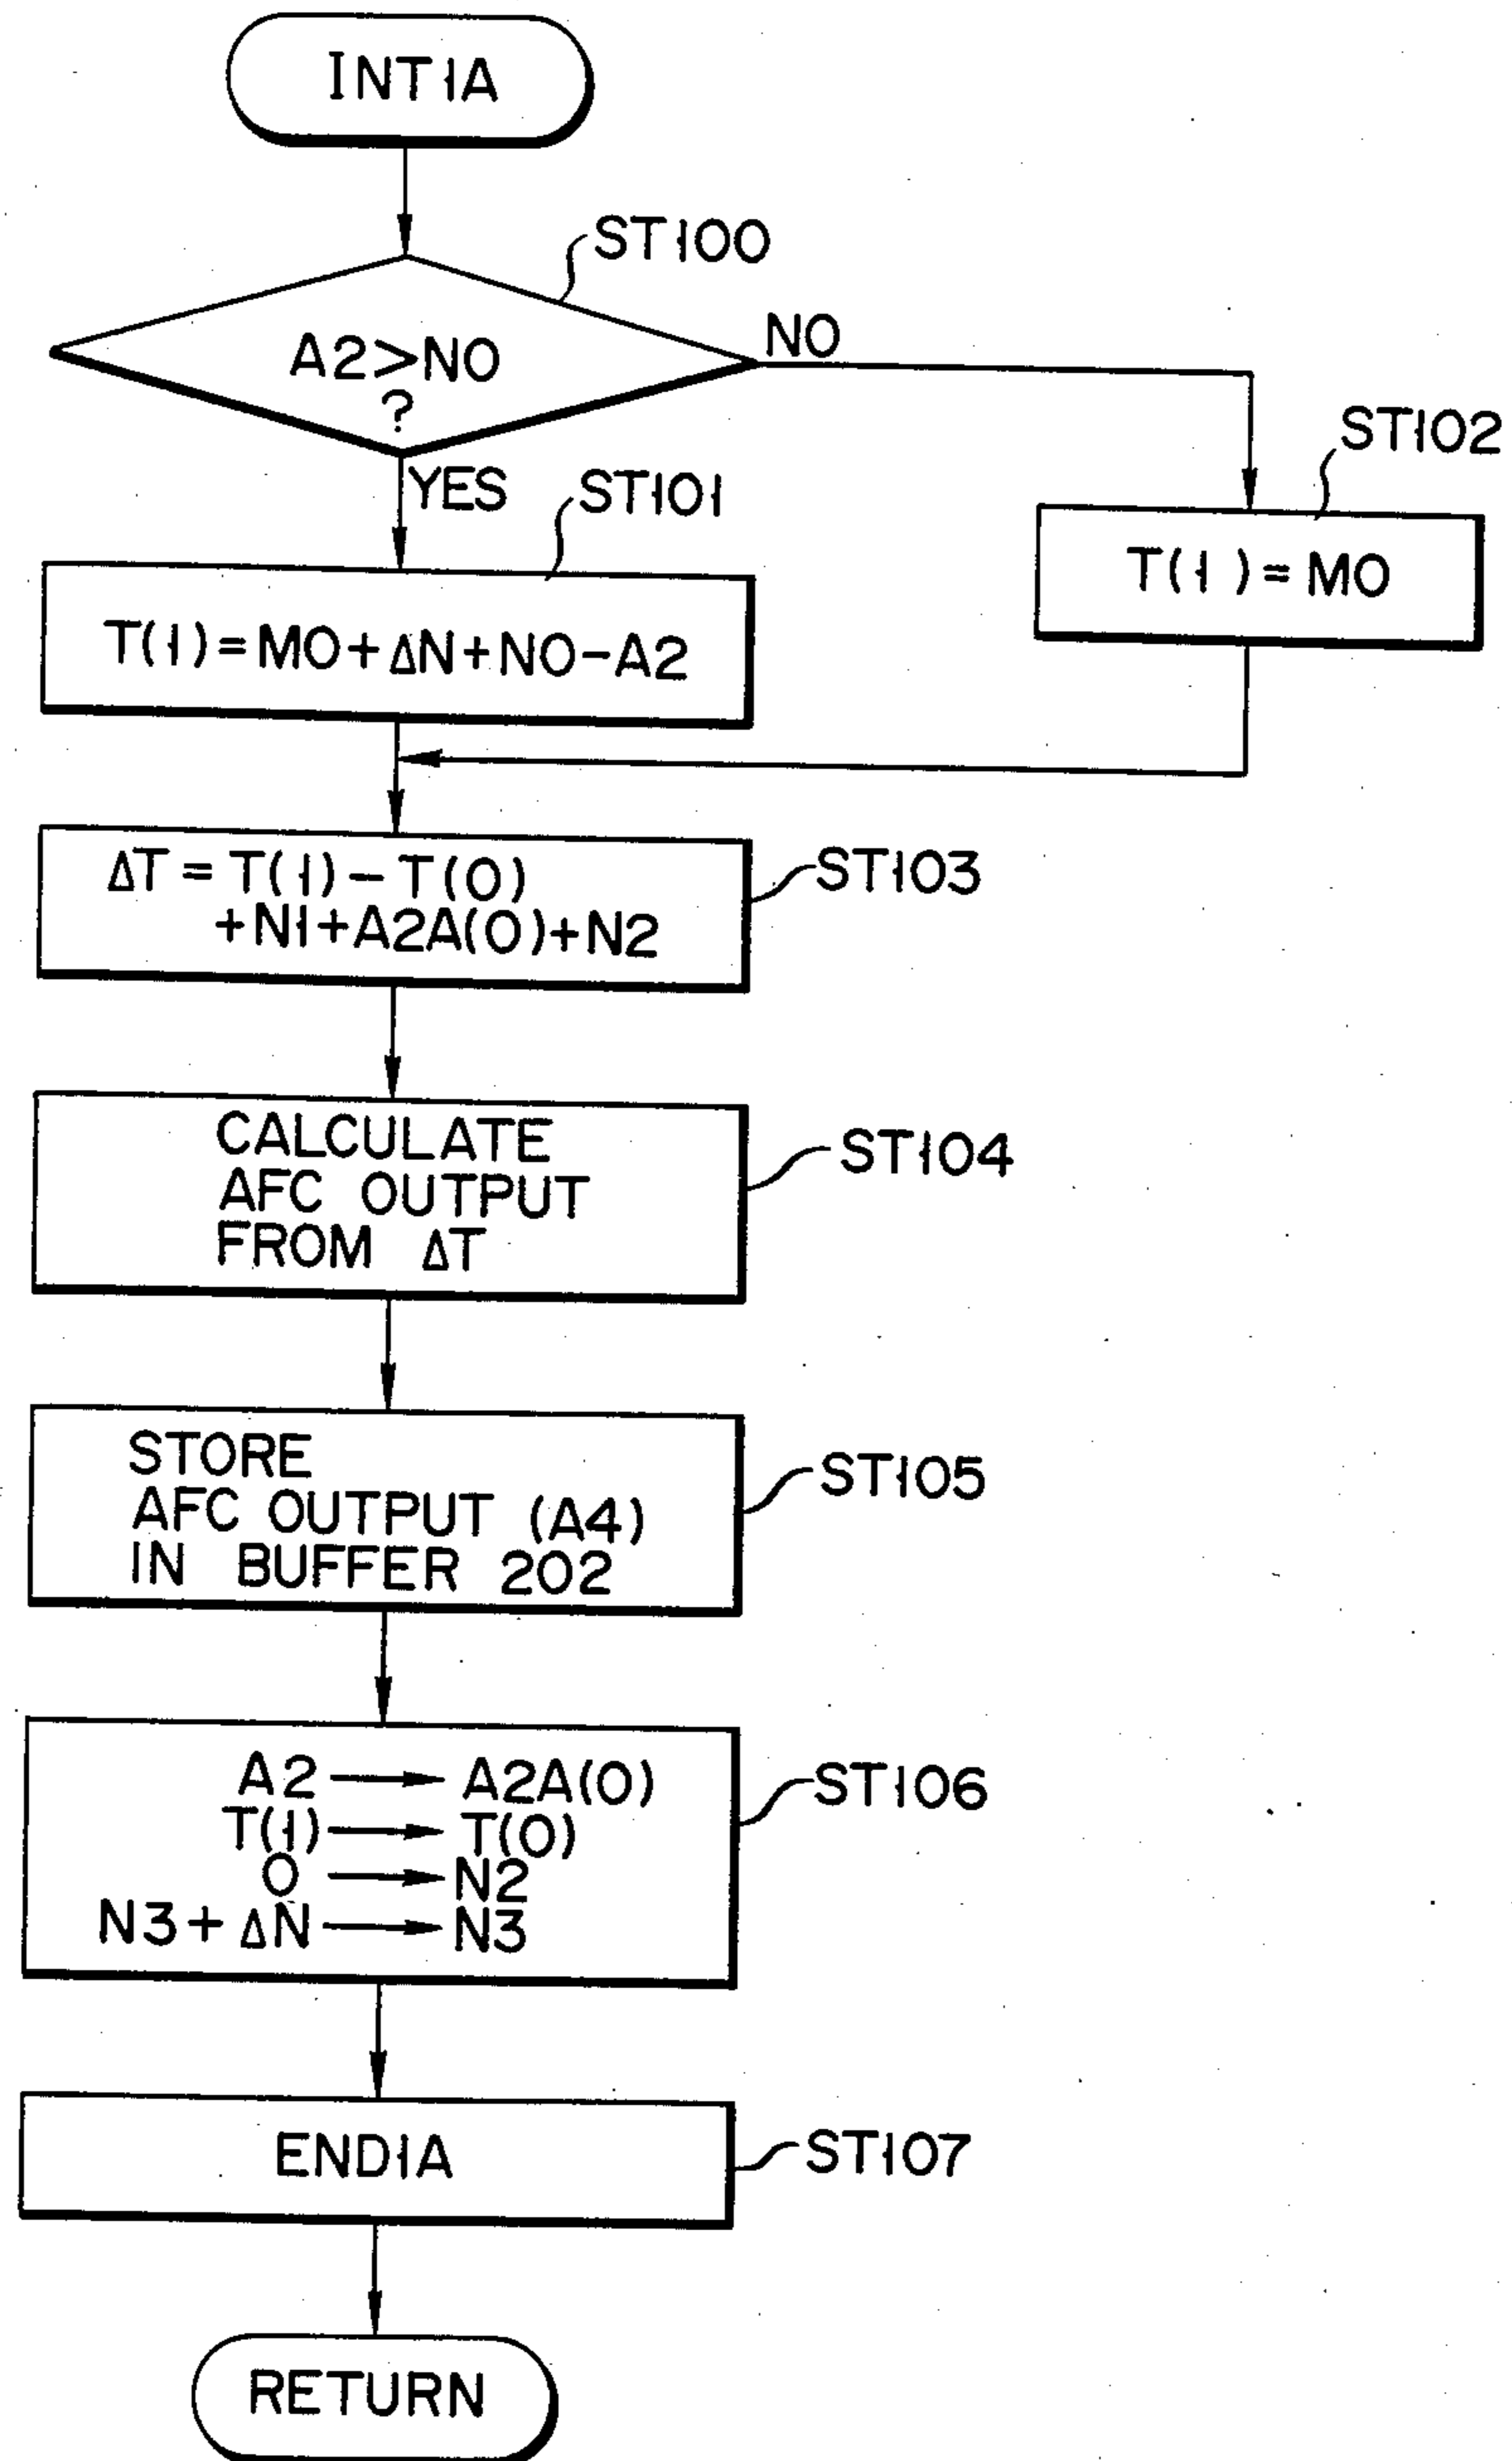 INT1A
ST100
A2>N0
?
NO
YES
ST101
ST102
T(1)=M0+ΔN+N0-A2
T(1)=M0
ΔT=T(1)-T(0)
+N1+A2A(0)+N2
ST103
CALCULATE
AFC OUTPUT
FROM ΔT
ST104
STORE
AFC OUTPUT (A4)
IN BUFFER 202
ST105
A2 → A2A(0)
T(1) → T(0)
0 → N2
N3+ΔN → N3
ST106
END1A
ST107
RETURN